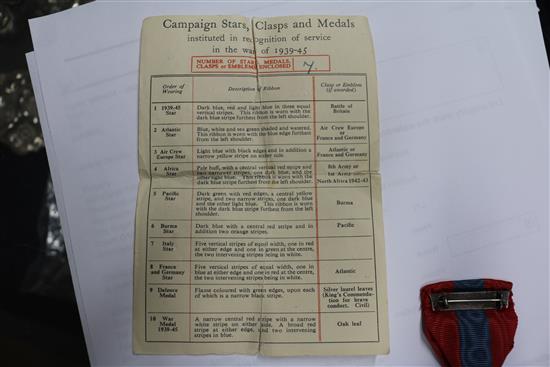 Campaign Stars, Clasps and Medals
instituted in recognition of service
in the war of 1939-45
NUMBER OF STARS, MEDALS,
CLASPS or EMBLEMS ENCLOSED
Order of
Wearing
Description of Ribbon
Clasp or Emblem
(if awarded)
1 1939-45
Star
Dark blue, red and light blue in three equal
vertical stripes. This ribbon is worn with the
dark blue stripe furthest from the left shoulder.
Battle of
Britain
2 Atlantic
Star
Blue, white and sea green shaded and watered.
This ribbon is worn with the blue edge furthest
from the left shoulder.
Air Crew Europe
or
France and Germany
3 Air Crew
Europe Star
Light blue with black edges and in addition a
narrow yellow stripe on either side.
Atlantic or
France and Germany
4 Africa
Star
Pale buff, with a central vertical red stripe and
two narrower stripes, one dark blue, and the
other light blue. This ribbon is worn with the
dark blue stripe furthest from the left shoulder.
8th Army or
1st Army
North Africa 1942-43
5 Pacific
Star
Dark green with red edges, a central yellow
stripe, and two narrow stripes, one dark blue
and the other light blue. This ribbon is worn
with the dark blue stripe furthest from the left
shoulder.
Burma
6 Burma
Star
Dark blue with a central red stripe and in
addition two orange stripes.
Pacific
7 Italy
Star
Five vertical stripes of equal width, one in red
at either edge and one in green at the centre,
the two intervening stripes being in white.
8 France
and Germany
Star
Five vertical stripes of equal width, one in
blue at either edge and one in red at the centre,
the two intervening stripes being in white.
Atlantic
9 Defence
Medal
Flame coloured with green edges, upon each
of which is a narrow black stripe.
Silver laurel leaves
(King's Commenda-
tion for brave
conduct. Civil)
10 War
Medal
1939-45
A narrow central red stripe with a narrow
white stripe on either side. A broad red
stripe at either edge, and two intervening
stripes in blue.
Oak leaf